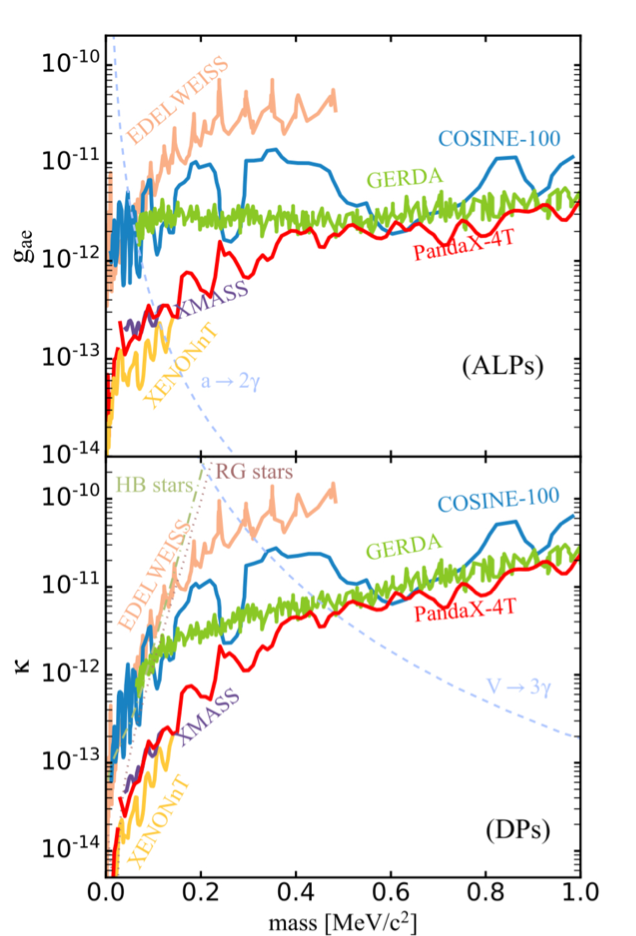 10⁻¹⁰
EDELWEISS
COSINE-100
10⁻¹¹
GERDA
gae
10⁻¹²
PandaX-4T
XMASS
10⁻¹³
XENONnT
a → 2γ
(ALPs)
10⁻¹⁴
HB stars
RG stars
10⁻¹⁰
COSINE-100
EDELWEISS
GERDA
10⁻¹¹
PandaX-4T
κ
10⁻¹²
V → 3γ
XMASS
10⁻¹³
XENONnT
(DPs)
10⁻¹⁴
0.0 0.2 0.4 0.6 0.8 1.0
mass [MeV/c²]